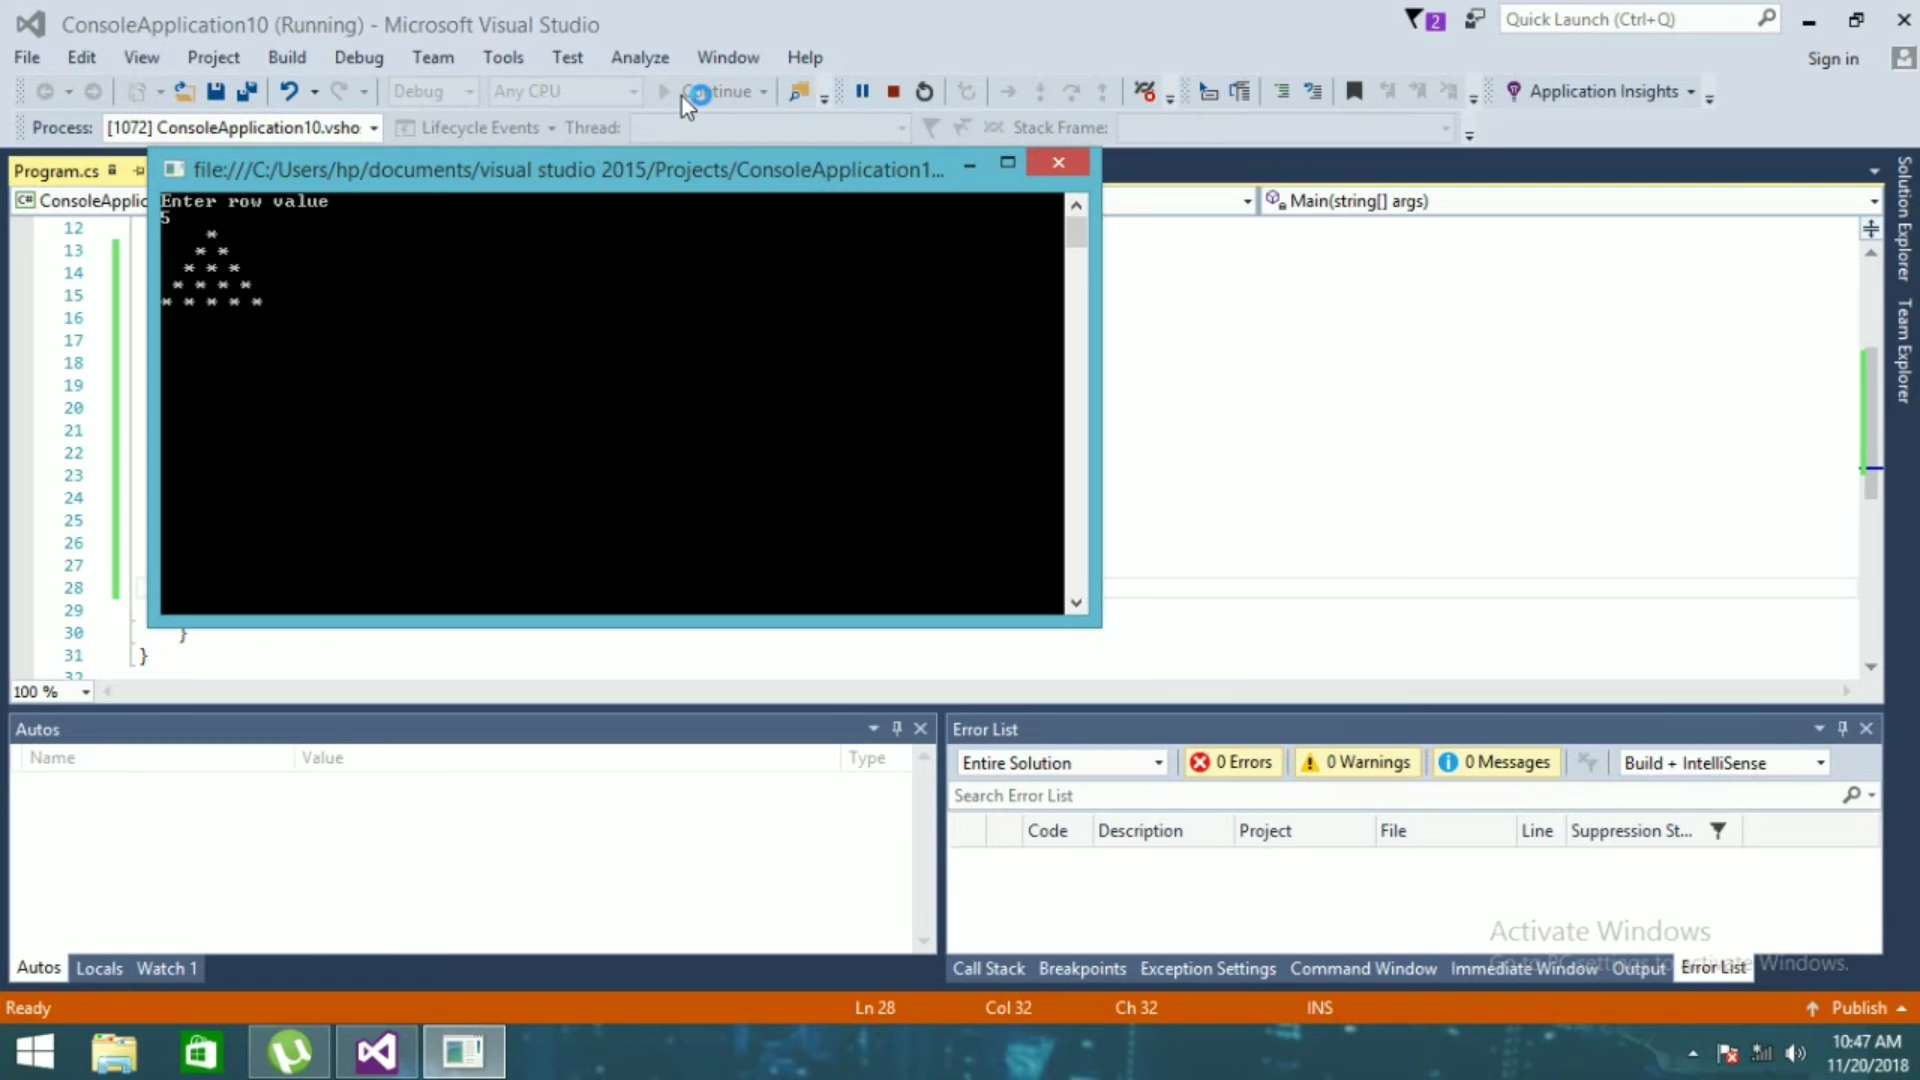 ConsoleApplication10 (Running) - Microsoft Visual Studio
2
Quick Launch (Ctrl+Q)
File Edit View Project Build Debug Team Tools Test Analyze Window Help
Sign in
Debug Any CPU
Application Insights
Process: [1072] ConsoleApplication10.vsho Lifecycle Events Thread: Stack Frame:
Program.cs
file:///C:/Users/hp/documents/visual studio 2015/Projects/ConsoleApplication1...
C# ConsoleApplic
Main(string[] args)
Solution Explorer
Team Explorer
Enter row value
5
*
* *
* * *
* * * *
* * * * *
12
13
14
15
16
17
18
19
20
21
22
23
24
25
26
27
28
29
30 }
31 }
32
100 %
Autos
Name Value Type
Error List
Entire Solution 0 Errors 0 Warnings 0 Messages Build + IntelliSense
Search Error List
Code Description Project File Line Suppression St...
Activate Windows
Autos Locals Watch 1
Call Stack Breakpoints Exception Settings Command Window Immediate Window Output Error List
Ready Ln 28 Col 32 Ch 32 INS Publish
10:47 AM
11/20/2018